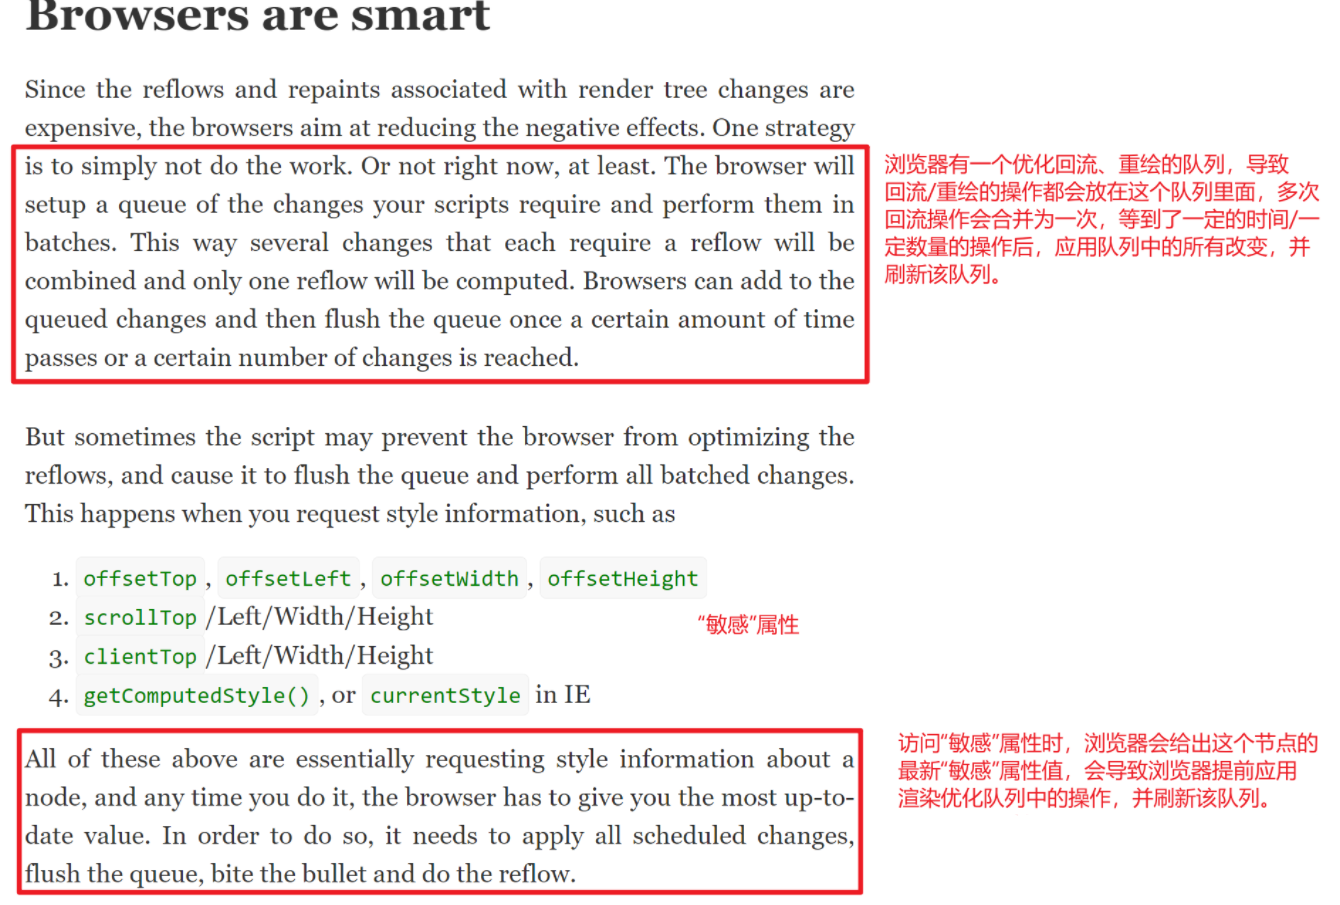 Browsers are smart
Since the reflows and repaints associated with render tree changes are
expensive, the browsers aim at reducing the negative effects. One strategy
is to simply not do the work. Or not right now, at least. The browser will
setup a queue of the changes your scripts require and perform them in
batches. This way several changes that each require a reflow will be
combined and only one reflow will be computed. Browsers can add to the
queued changes and then flush the queue once a certain amount of time
passes or a certain number of changes is reached.
浏览器有一个优化回流、重绘的队列，导致
回流/重绘的操作都会放在这个队列里面，多次
回流操作会合并为一次，等到了一定的时间/一
定数量的操作后，应用队列中的所有改变，并
刷新该队列。
But sometimes the script may prevent the browser from optimizing the
reflows, and cause it to flush the queue and perform all batched changes.
This happens when you request style information, such as
1. offsetTop, offsetLeft, offsetWidth, offsetHeight
2. scrollTop/Left/Width/Height
3. clientTop/Left/Width/Height
4. getComputedStyle(), or currentStyle in IE
“敏感”属性
All of these above are essentially requesting style information about a
node, and any time you do it, the browser has to give you the most up-to-
date value. In order to do so, it needs to apply all scheduled changes,
flush the queue, bite the bullet and do the reflow.
访问“敏感”属性时，浏览器会给出这个节点的
最新“敏感”属性值，会导致浏览器提前应用
渲染优化队列中的操作，并刷新该队列。